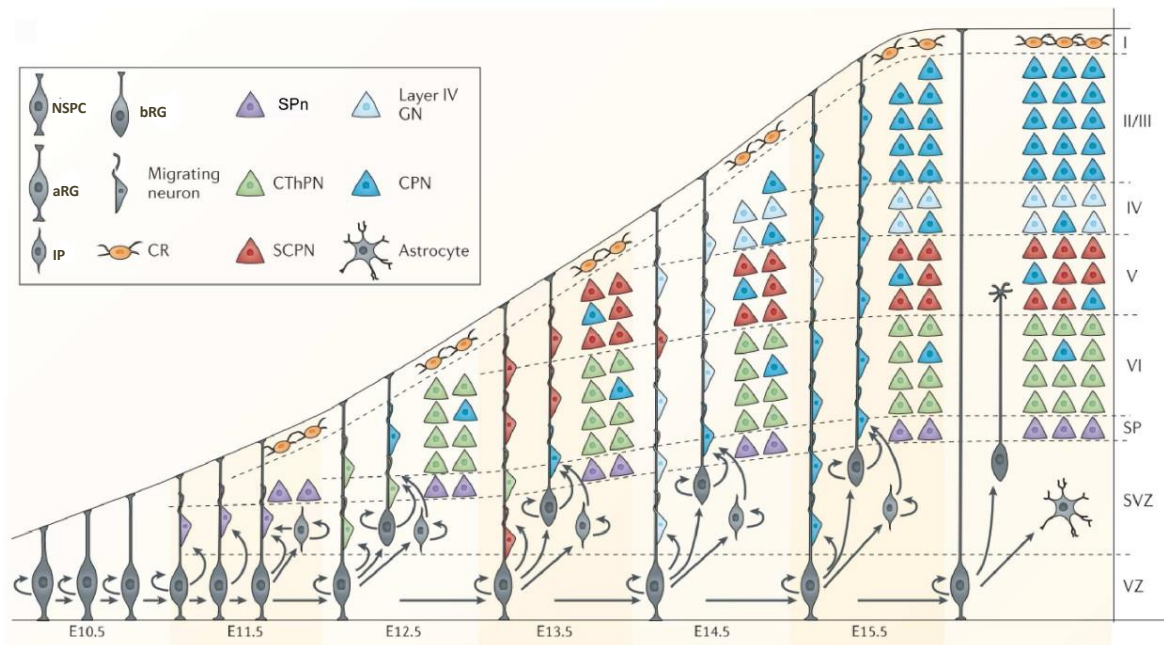 NSPC
bRG
SPn
Layer IV
GN
aRG
Migrating
neuron
CThPN
CPN
IP
CR
SCPN
Astrocyte
I
II/III
IV
V
VI
SP
SVZ
VZ
E10.5
E11.5
E12.5
E13.5
E14.5
E15.5